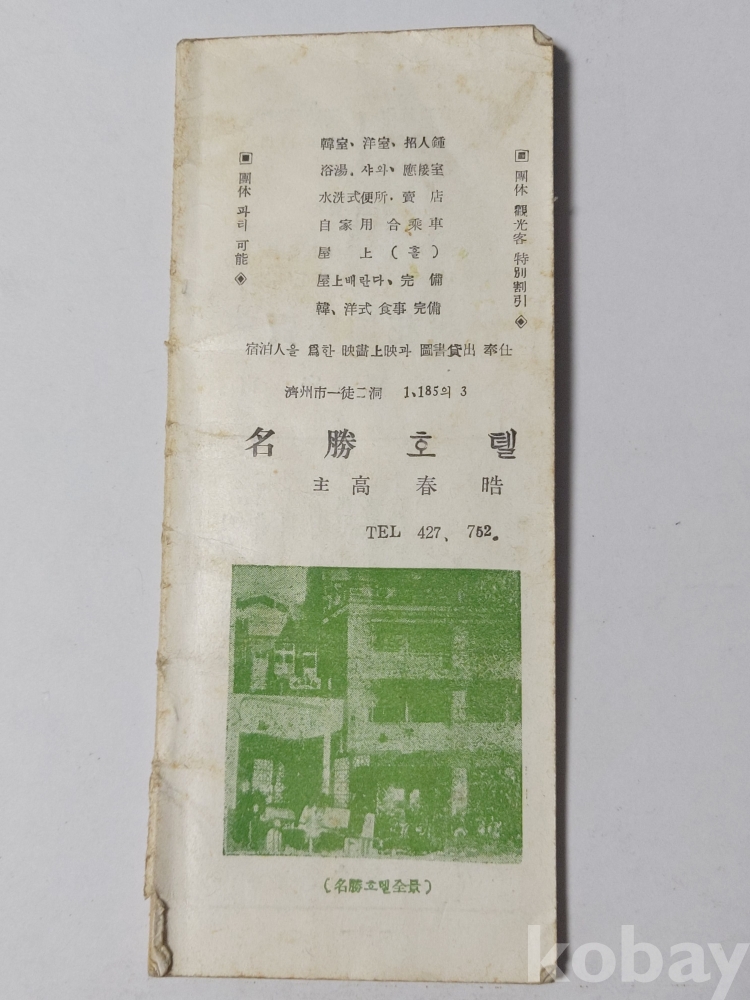 韓室、洋室、招人鍾
浴湯、샤와、應接室
水洗式便所·賣店
自家用合乘車
屋上(홀)
屋上베란다、完備
韓、洋式 食事 完備
▣ 團体 파티 可能 ◈
▣ 團体 觀光客 特別割引 ◈
宿泊人을 爲한 映畵上映과 圖書貸出 奉仕
濟州市一徒二洞 1、185의 3
名勝호텔
主 高春晧
TEL 427、752。
(名勝호텔全景)
kobay